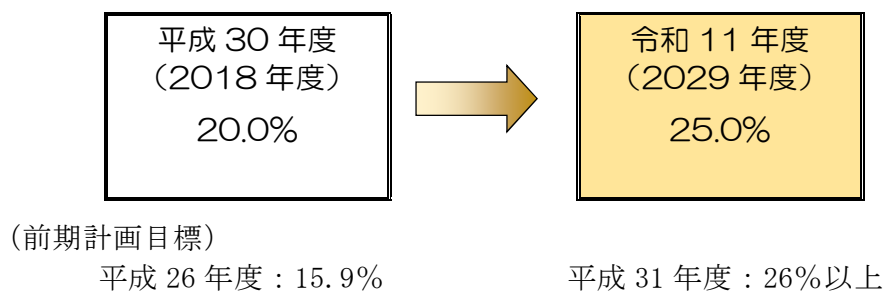 平成 30 年度
（2018 年度）
20.0%
令和 11 年度
（2029 年度）
25.0%
（前期計画目標）
平成 26 年度：15.9％
平成 31 年度：26％以上